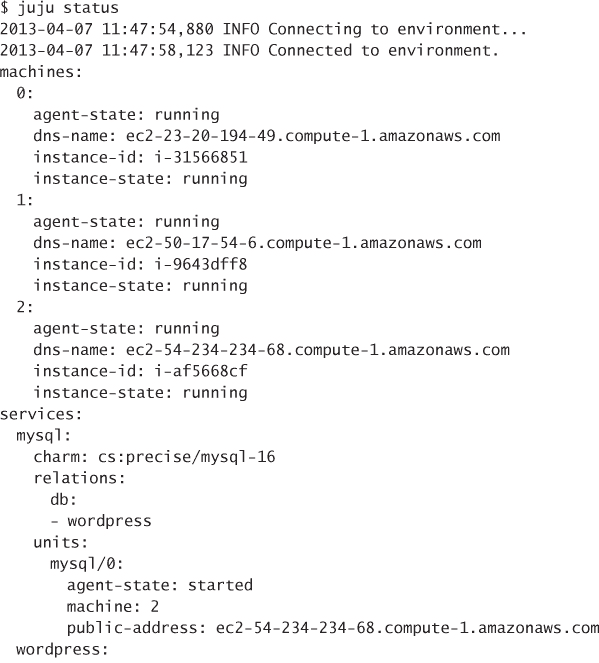 $ juju status
2013-04-07 11:47:54,880 INFO Connecting to environment...
2013-04-07 11:47:58,123 INFO Connected to environment.
machines:
  0:
    agent-state: running
    dns-name: ec2-23-20-194-49.compute-1.amazonaws.com
    instance-id: i-31566851
    instance-state: running
  1:
    agent-state: running
    dns-name: ec2-50-17-54-6.compute-1.amazonaws.com
    instance-id: i-9643dff8
    instance-state: running
  2:
    agent-state: running
    dns-name: ec2-54-234-234-68.compute-1.amazonaws.com
    instance-id: i-af5668cf
    instance-state: running
services:
  mysql:
    charm: cs:precise/mysql-16
    relations:
      db:
      - wordpress
    units:
      mysql/0:
        agent-state: started
        machine: 2
        public-address: ec2-54-234-234-68.compute-1.amazonaws.com
  wordpress: